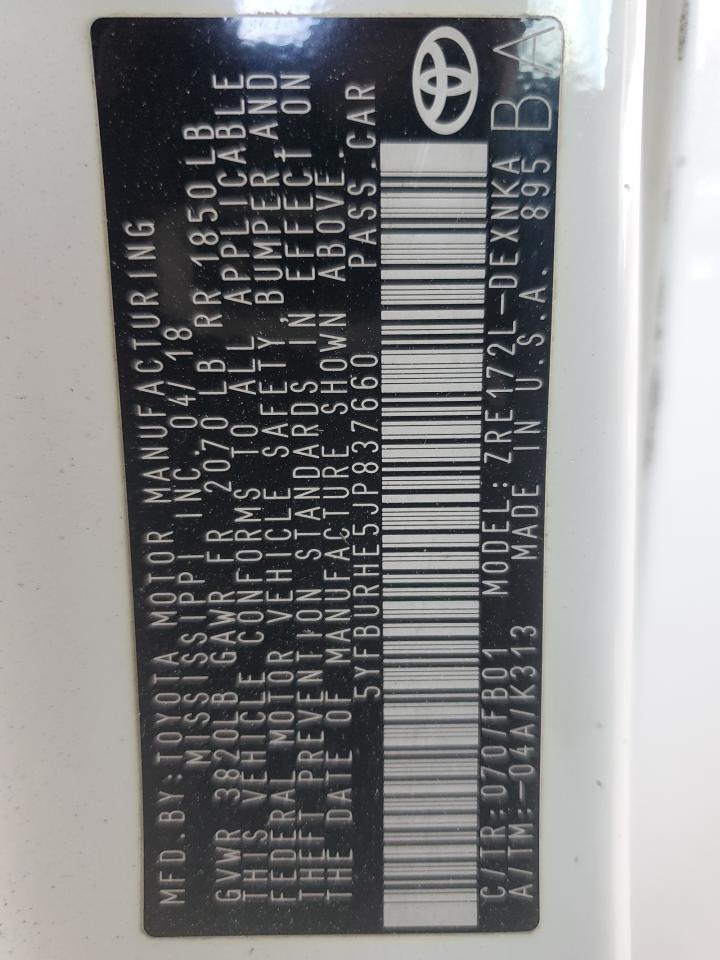 MFD.BY:TOYOTA MOTOR MANUFACTURING
MISSISSIPPI INC. 04/18
GVWR 3820LB GAWR FR 2070 LB RR 1850LB
THIS VEHICLE CONFORMS TO ALL APPLICABLE
FEDERAL MOTOR VEHICLE SAFETY, BUMPER AND
THEFT PREVENTION STANDARDS IN EFFECT ON
THE DATE OF MANUFACTURE SHOWN ABOVE.
5YFBURHE5JP837660 PASS.CAR
C/TR:070/FB01 MODEL:ZRE172L-DEXNKA
A/TM:-04A/K313 MADE IN U.S.A. 895
BA